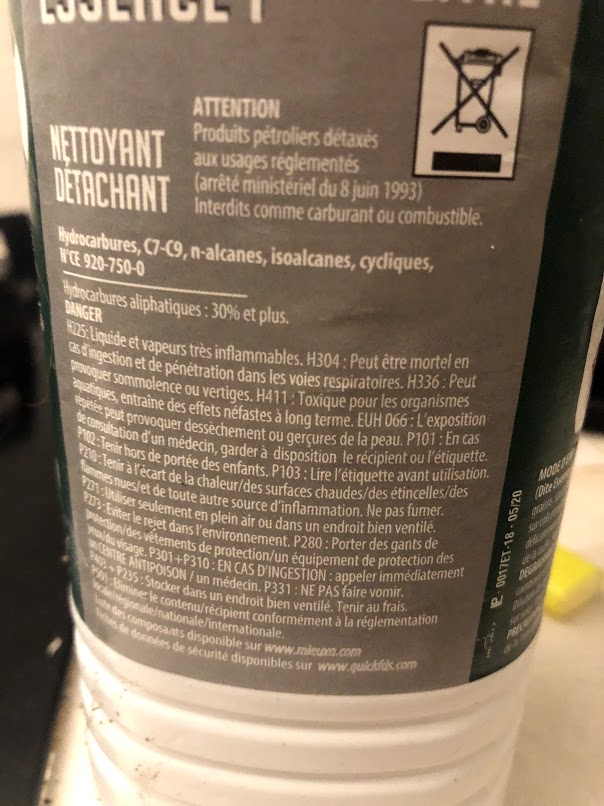 ESSENCE F
NETTOYANT
DÉTACHANT
ATTENTION
Produits pétroliers détaxés
aux usages réglementés
(arrêté ministériel du 8 juin 1993)
Interdits comme carburant ou combustible.
Hydrocarbures, C7-C9, n-alcanes, isoalcanes, cycliques,
N°CE 920-750-0
Hydrocarbures aliphatiques : 30% et plus.
DANGER
H225: Liquide et vapeurs très inflammables. H304 : Peut être mortel en
cas d'ingestion et de pénétration dans les voies respiratoires. H336 : Peut
provoquer somnolence ou vertiges. H411 : Toxique pour les organismes
aquatiques, entraîne des effets néfastes à long terme. EUH 066 : L'exposition
répétée peut provoquer dessèchement ou gerçures de la peau. P101 : En cas
de consultation d'un médecin, garder à disposition le récipient ou l'étiquette.
P102 : Tenir hors de portée des enfants. P103 : Lire l'étiquette avant utilisation.
P210 : Tenir à l'écart de la chaleur/des surfaces chaudes/des étincelles/des
flammes nues/et de toute autre source d'inflammation. Ne pas fumer.
P271 : Utiliser seulement en plein air ou dans un endroit bien ventilé.
P273 : Eviter le rejet dans l'environnement. P280 : Porter des gants de
protection/des vêtements de protection/un équipement de protection des
yeux/du visage. P301+P310 : EN CAS D'INGESTION : appeler immédiatement
un CENTRE ANTIPOISON / un médecin. P331 : NE PAS faire vomir.
P403 + P235 : Stocker dans un endroit bien ventilé. Tenir au frais.
P501 : Eliminer le contenu/récipient conformément à la réglementation
locale/régionale/nationale/internationale.
Liste des composants disponible sur www.mieuxa.com
Fiches de données de sécurité disponibles sur www.quickfds.com
0017ET-18 - 05/20
MODE D'E
(Dite Esse